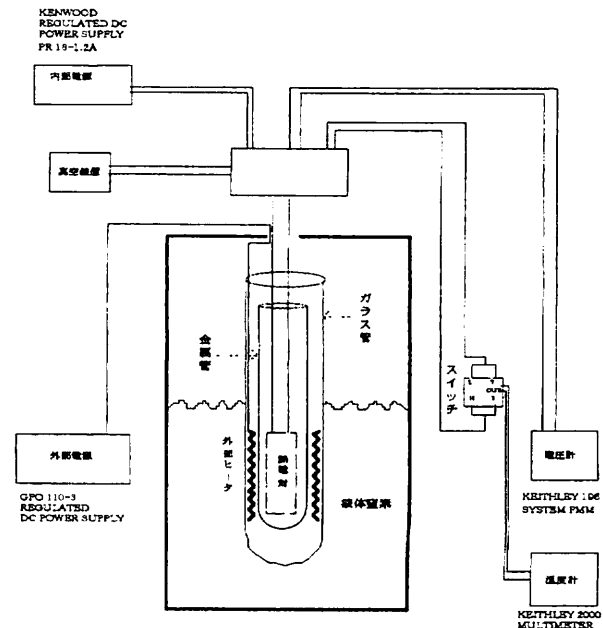 KENWOOD
REGULATED DC
POWER SUPPLY
PR 18-1.2A
内部電源
真空装置
ガラス管
金属管
スイッチ
外部ヒータ
液体窒素
外部電源
GPO 110-3
REGULATED
DC POWER SUPPLY
電圧計
KEITHLEY 196
SYSTEM PMM
温度計
KEITHLEY 2000
MULTIMETER
OUT